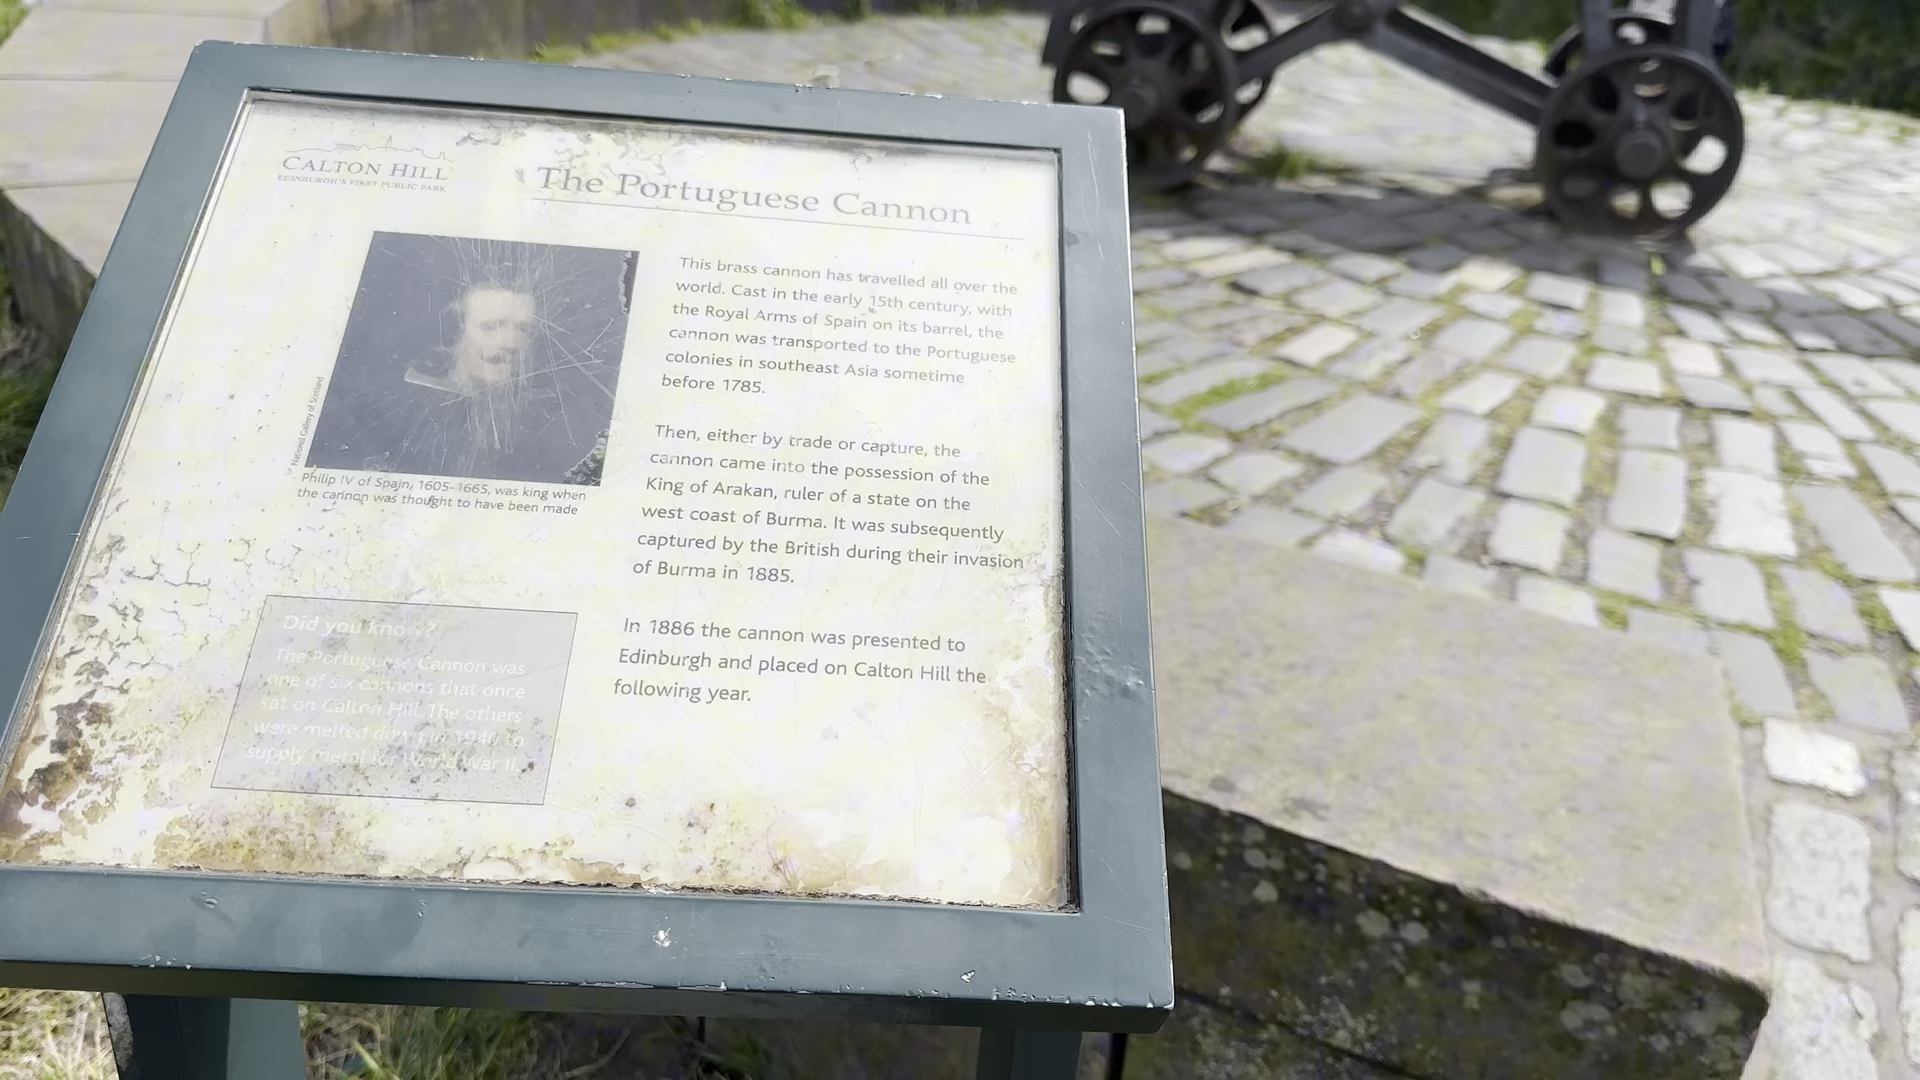 CALTON HILL
EDINBURGH'S FIRST PUBLIC PARK
The Portuguese Cannon
This brass cannon has travelled all over the
world. Cast in the early 15th century, with
the Royal Arms of Spain on its barrel, the
cannon was transported to the Portuguese
colonies in southeast Asia sometime
before 1785.
Then, either by trade or capture, the
cannon came into the possession of the
King of Arakan, ruler of a state on the
west coast of Burma. It was subsequently
captured by the British during their invasion
of Burma in 1885.
In 1886 the cannon was presented to
Edinburgh and placed on Calton Hill the
following year.
National Gallery of Scotland
Philip IV of Spain, 1605-1665, was king when
the cannon was thought to have been made
Did you know?
The Portuguese Cannon was
one of six cannons that once
sat on Calton Hill. The others
were melted down in 1940 to
supply metal for World War II.